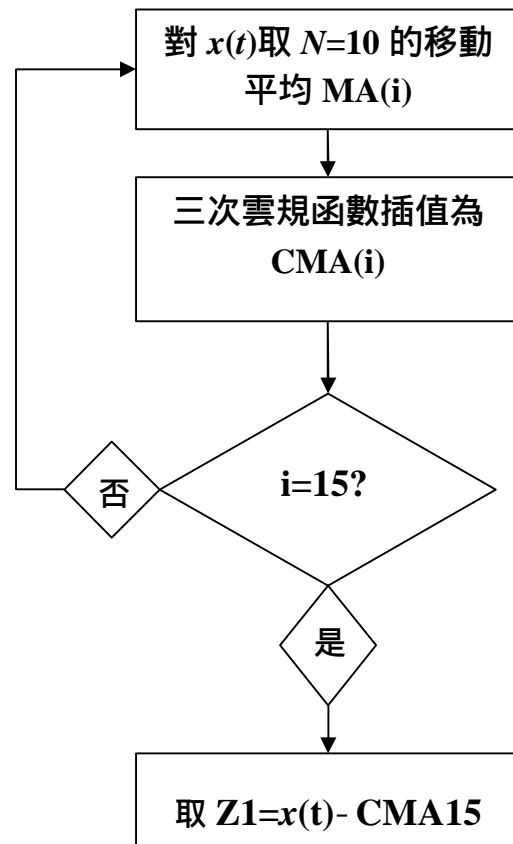 對 x(t)取 N=10 的移動
平均 MA(i)
三次雲規函數插值為
CMA(i)
i=15?
否
是
取 Z1=x(t)- CMA15